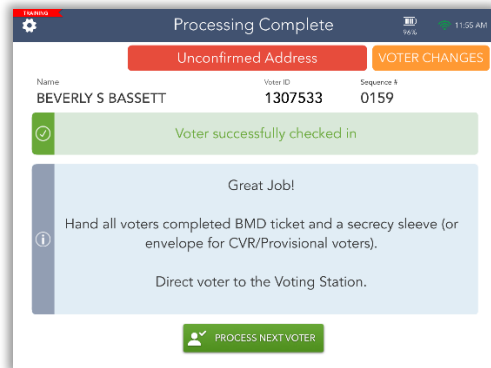 TRAINING
Processing Complete
96%
11:55 AM
Unconfirmed Address
VOTER CHANGES
Name
Voter ID
Sequence #
BEVERLY S BASSETT
1307533
0159
Voter successfully checked in
Great Job!
Hand all voters completed BMD ticket and a secrecy sleeve (or
envelope for CVR/Provisional voters).
Direct voter to the Voting Station.
PROCESS NEXT VOTER